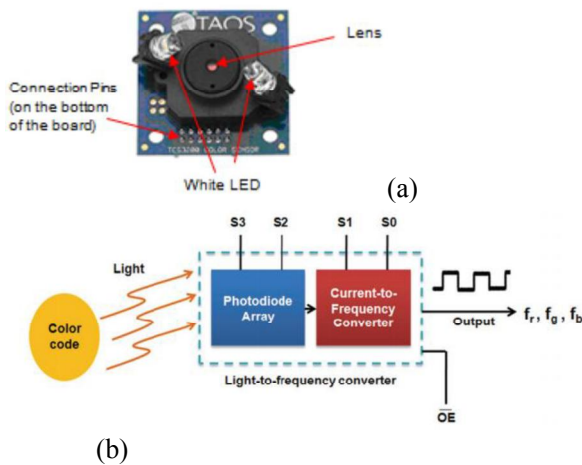 TAOS
Lens
Connection Pins
(on the bottom
of the board)
TCS3200 COLOR SENSOR
White LED
(a)
S3 S2 S1 S0
Light
Color
code
Photodiode
Array
Current-to-
Frequency
Converter
Output
fr , fg , fb
Light-to-frequency converter
OE
(b)